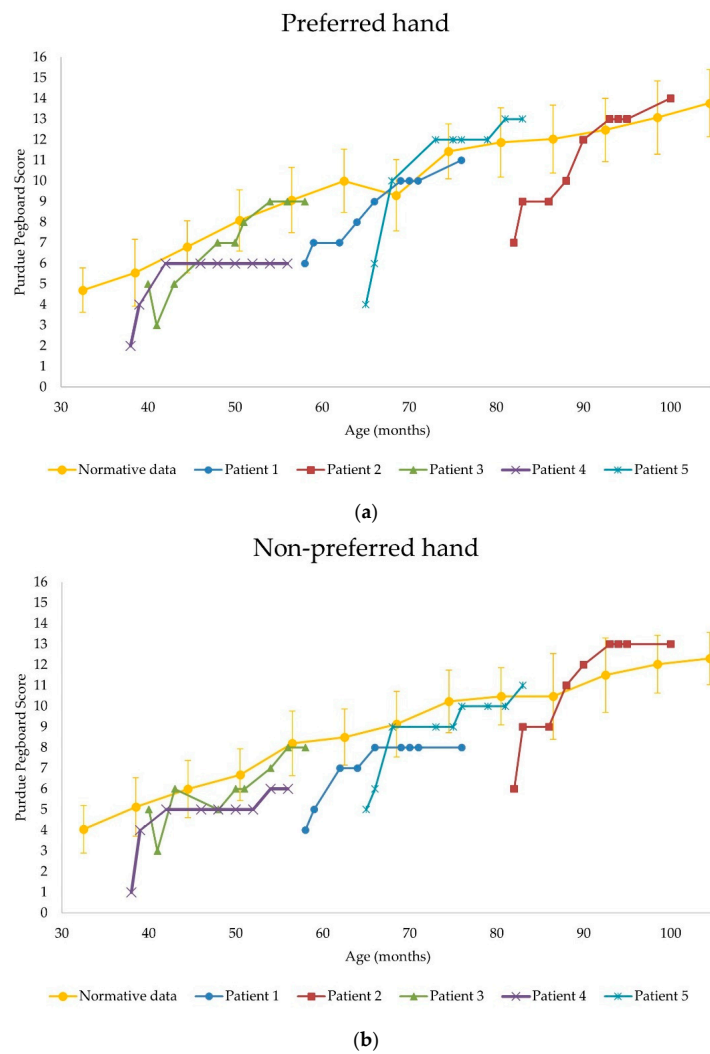 Preferred hand
16
15
14
13
12
11
10
9
8
7
6
5
4
3
2
1
0
Purdue Pegboard Score
30 40 50 60 70 80 90 100
Age (months)
Normative data Patient 1 Patient 2 Patient 3 Patient 4 Patient 5
(a)
Non-preferred hand
16
15
14
13
12
11
10
9
8
7
6
5
4
3
2
1
0
Purdue Pegboard Score
30 40 50 60 70 80 90 100
Age (months)
Normative data Patient 1 Patient 2 Patient 3 Patient 4 Patient 5
(b)